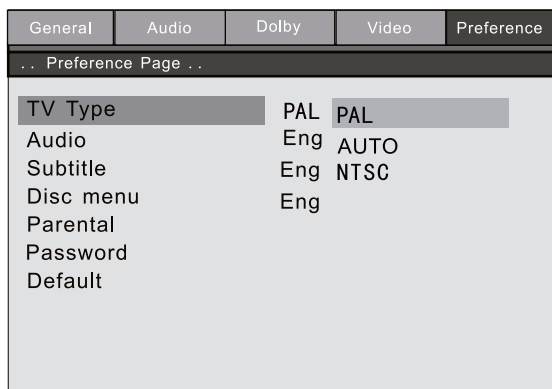 General Audio Dolby Video Preference
.. Preference Page ..
TV Type PAL PAL
Audio Eng AUTO
Subtitle Eng NTSC
Disc menu Eng
Parental
Password
Default